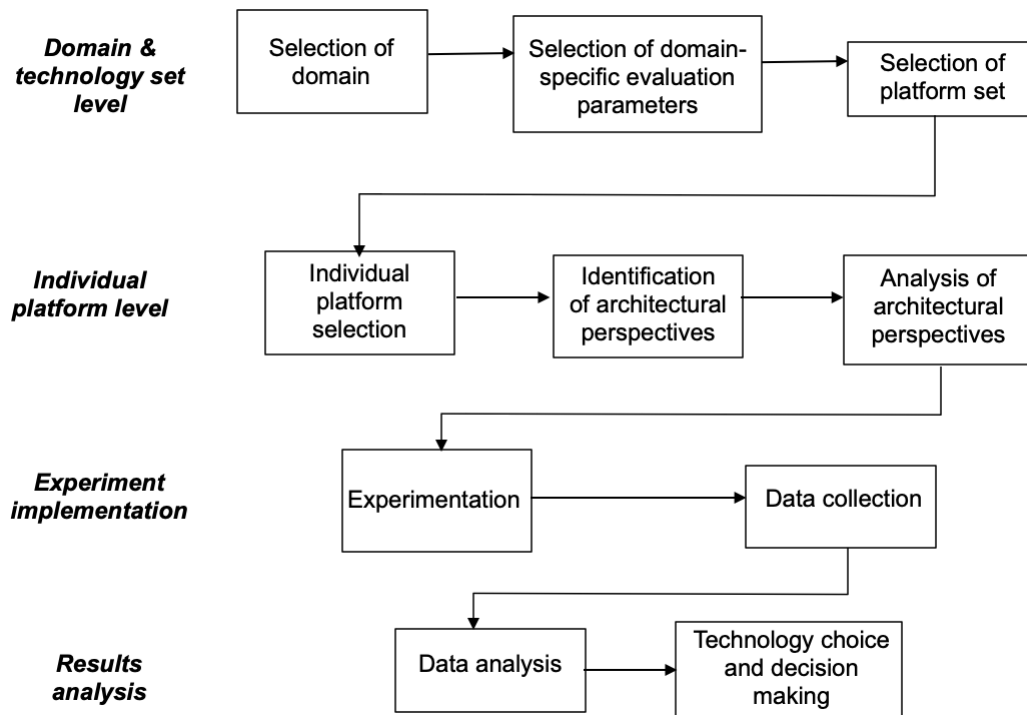 Domain &
technology set
level
Selection of
domain
Selection of domain-
specific evaluation
parameters
Selection of
platform set
Individual
platform level
Individual
platform
selection
Identification
of architectural
perspectives
Analysis of
architectural
perspectives
Experiment
implementation
Experimentation
Data collection
Results
analysis
Data analysis
Technology choice
and decision
making